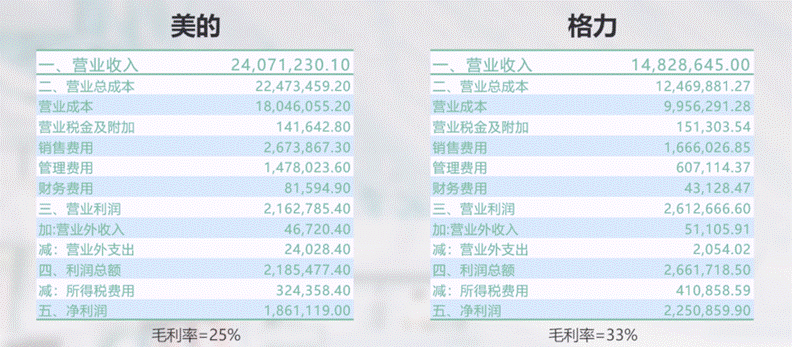 美的
一、营业收入 24,071,230.10
二、营业总成本 22,473,459.20
营业成本 18,046,055.20
营业税金及附加 141,642.80
销售费用 2,673,867.30
管理费用 1,478,023.60
财务费用 81,594.90
三、营业利润 2,162,785.40
加:营业外收入 46,720.40
减：营业外支出 24,028.40
四、利润总额 2,185,477.40
减：所得税费用 324,358.40
五、净利润 1,861,119.00
毛利率=25%
格力
一、营业收入 14,828,645.00
二、营业总成本 12,469,881.27
营业成本 9,956,291.28
营业税金及附加 151,303.54
销售费用 1,666,026.85
管理费用 607,114.37
财务费用 43,128.47
三、营业利润 2,612,666.60
加:营业外收入 51,105.91
减：营业外支出 2,054.02
四、利润总额 2,661,718.50
减：所得税费用 410,858.59
五、净利润 2,250,859.90
毛利率=33%